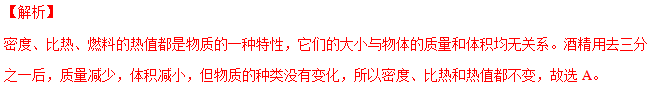 【解析】
密度、比热、燃料的热值都是物质的一种特性，它们的大小与物体的质量和体积均无关系。酒精用去三分
之一后，质量减少，体积减小，但物质的种类没有变化，所以密度、比热和热值都不变，故选 A。